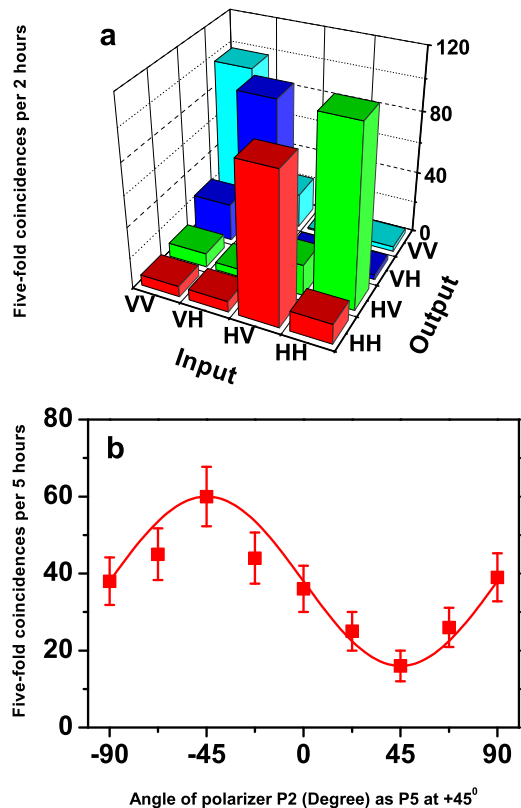 a
Five-fold coincidences per 2 hours
120
80
40
0
VV
VH
HV
HH
Output
VV
VH
HV
HH
Input
b
Five-fold coincidences per 5 hours
80
60
40
20
0
-90 -45 0 45 90
Angle of polarizer P2 (Degree) as P5 at +45⁰